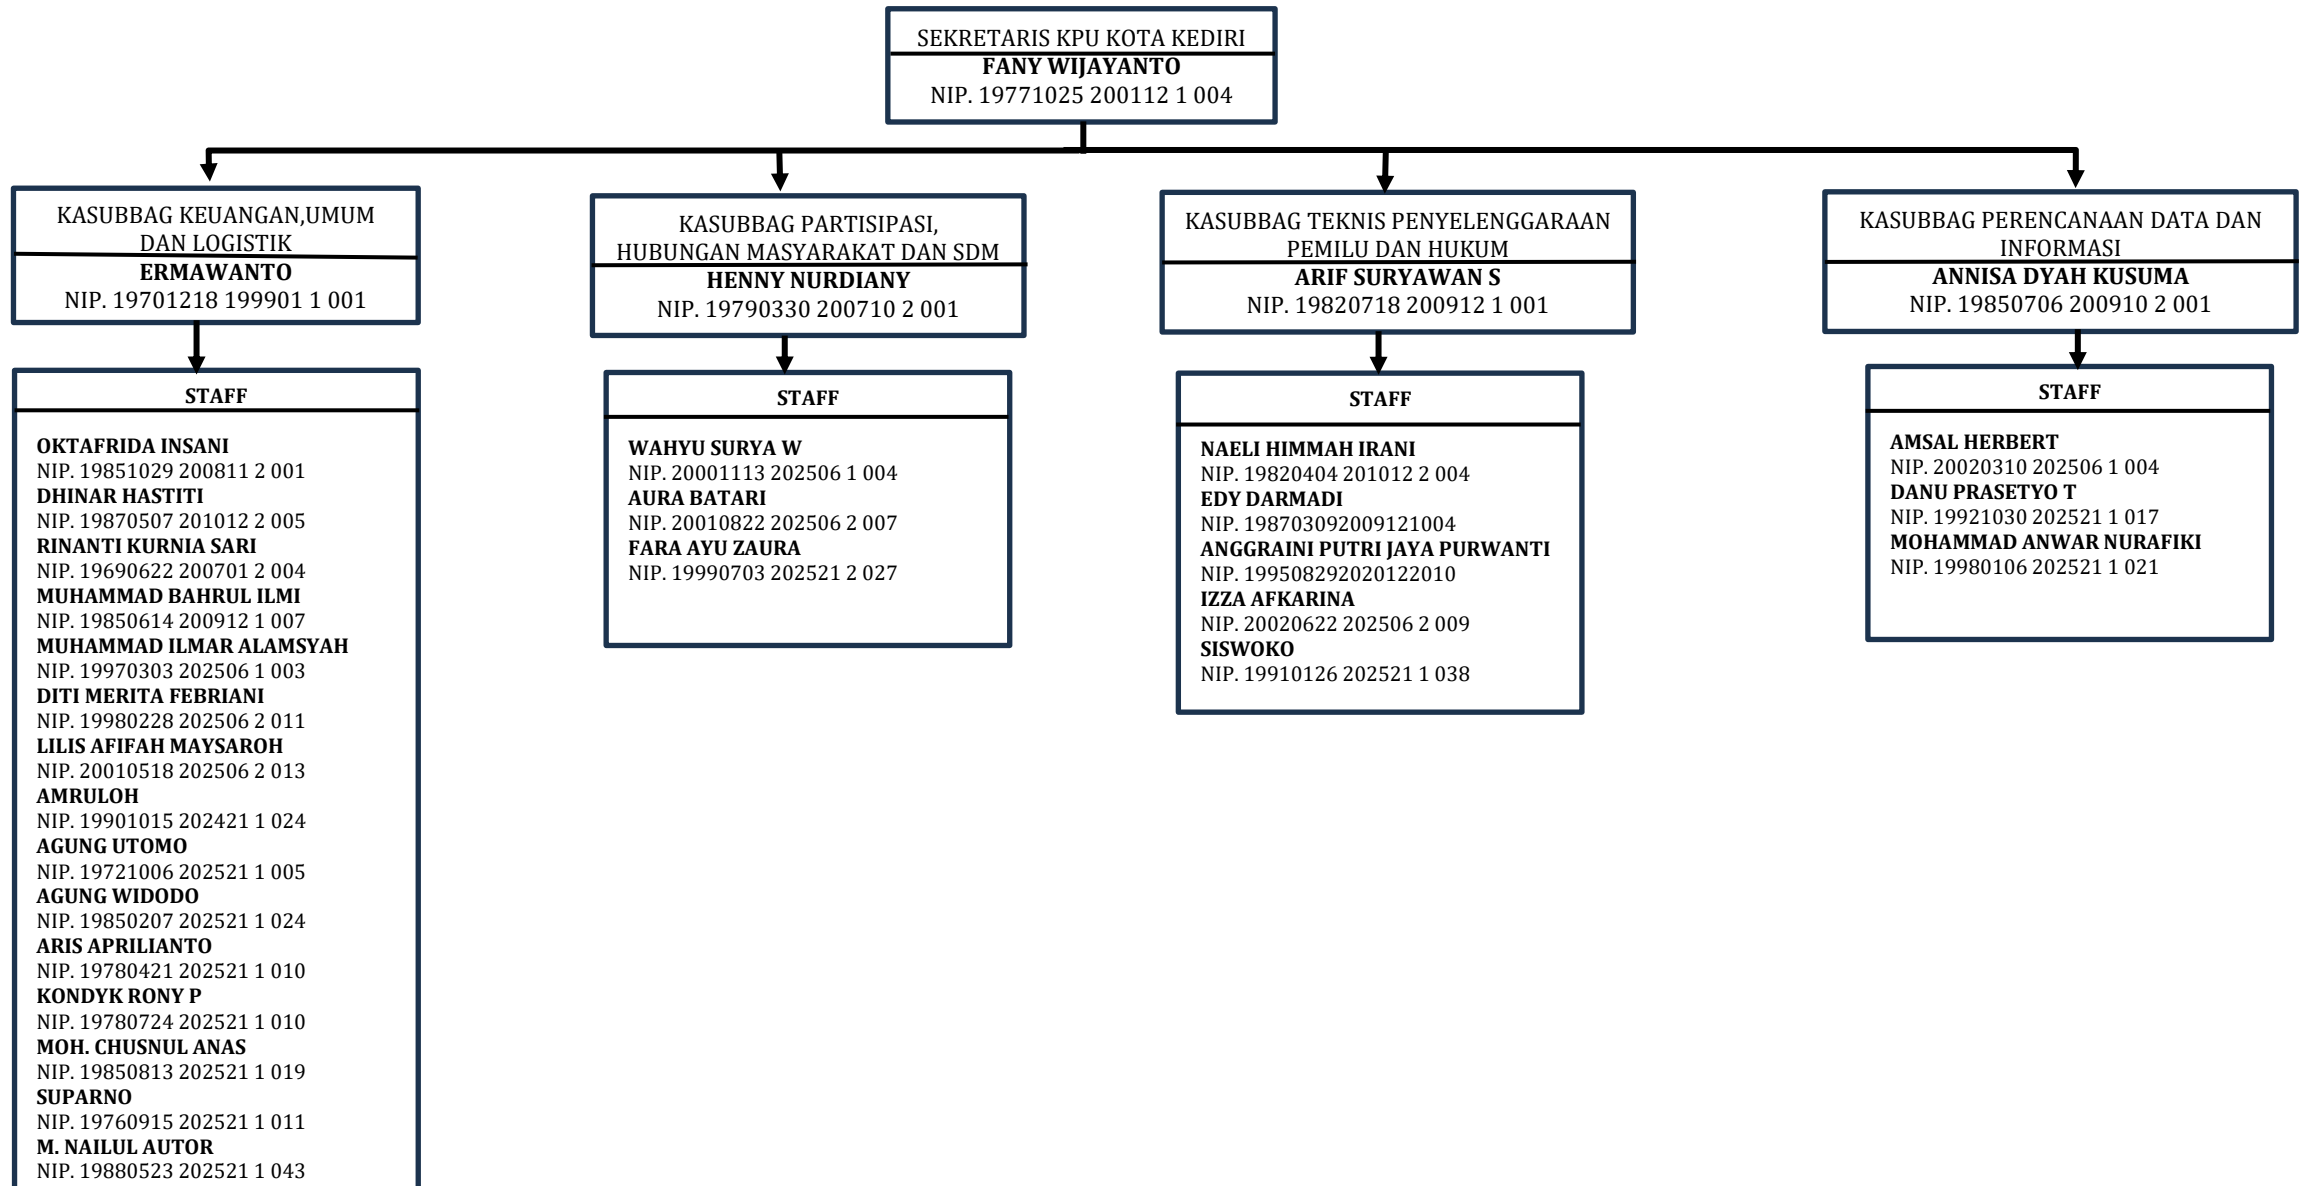 SEKRETARIS KPU KOTA KEDIRI
FANY WIJAYANTO
NIP. 19771025 200112 1 004
KASUBBAG KEUANGAN,UMUM
DAN LOGISTIK
ERMAWANTO
NIP. 19701218 199901 1 001
STAFF
OKTAFRIDA INSANI
NIP. 19851029 200811 2 001
DHINAR HASTITI
NIP. 19870507 201012 2 005
RINANTI KURNIA SARI
NIP. 19690622 200701 2 004
MUHAMMAD BAHRUL ILMI
NIP. 19850614 200912 1 007
MUHAMMAD ILMAR ALAMSYAH
NIP. 19970303 202506 1 003
DITI MERITA FEBRIANI
NIP. 19980228 202506 2 011
LILIS AFIFAH MAYSAROH
NIP. 20010518 202506 2 013
AMRULOH
NIP. 19901015 202421 1 024
AGUNG UTOMO
NIP. 19721006 202521 1 005
AGUNG WIDODO
NIP. 19850207 202521 1 024
ARIS APRILIANTO
NIP. 19780421 202521 1 010
KONDYK RONY P
NIP. 19780724 202521 1 010
MOH. CHUSNUL ANAS
NIP. 19850813 202521 1 019
SUPARNO
NIP. 19760915 202521 1 011
M. NAILUL AUTOR
NIP. 19880523 202521 1 043
KASUBBAG PARTISIPASI,
HUBUNGAN MASYARAKAT DAN SDM
HENNY NURDIANY
NIP. 19790330 200710 2 001
STAFF
WAHYU SURYA W
NIP. 20001113 202506 1 004
AURA BATARI
NIP. 20010822 202506 2 007
FARA AYU ZAURA
NIP. 19990703 202521 2 027
KASUBBAG TEKNIS PENYELENGGARAAN
PEMILU DAN HUKUM
ARIF SURYAWAN S
NIP. 19820718 200912 1 001
STAFF
NAELI HIMMAH IRANI
NIP. 19820404 201012 2 004
EDY DARMADI
NIP. 198703092009121004
ANGGRAINI PUTRI JAYA PURWANTI
NIP. 199508292020122010
IZZA AFKARINA
NIP. 20020622 202506 2 009
SISWOKO
NIP. 19910126 202521 1 038
KASUBBAG PERENCANAAN DATA DAN
INFORMASI
ANNISA DYAH KUSUMA
NIP. 19850706 200910 2 001
STAFF
AMSAL HERBERT
NIP. 20020310 202506 1 004
DANU PRASETYO T
NIP. 19921030 202521 1 017
MOHAMMAD ANWAR NURAFIKI
NIP. 19980106 202521 1 021